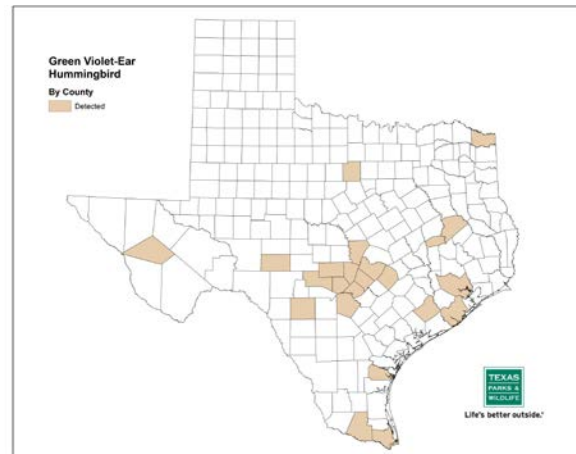 Green Violet-Ear
Hummingbird
By County
Detected
TEXAS
PARKS &
WILDLIFE
Life's better outside.®